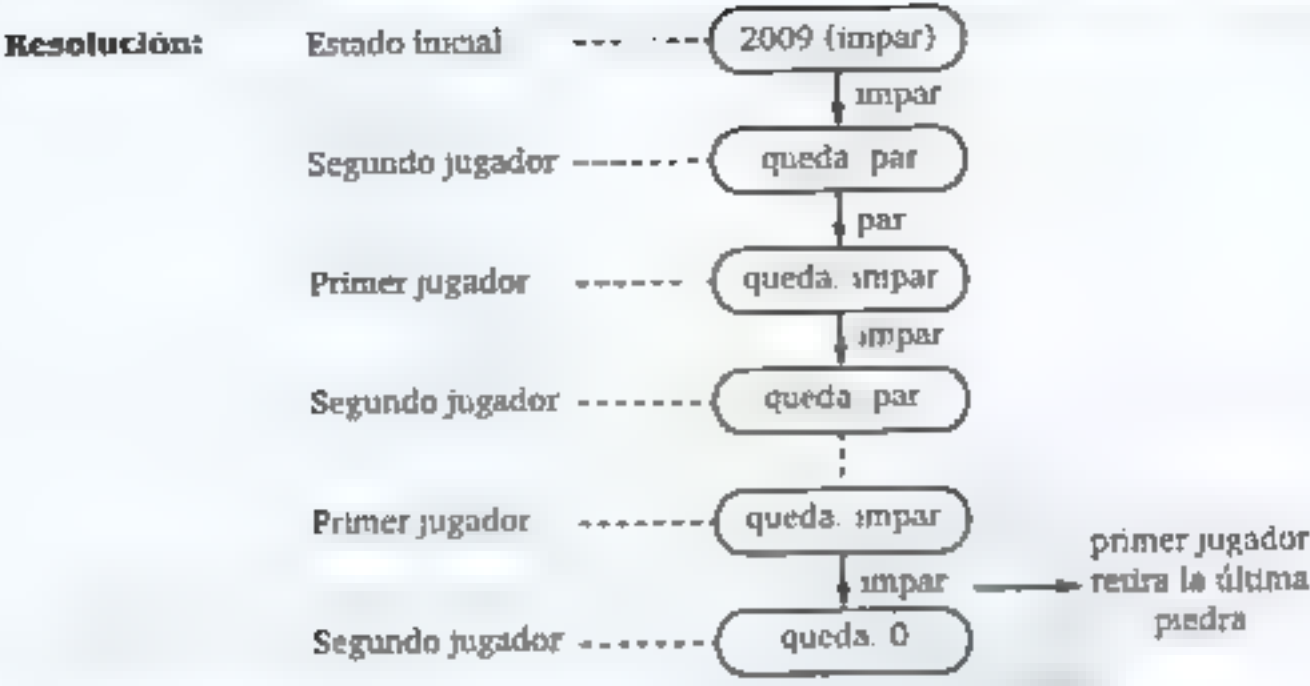 Resolución:
Estado inicial
2009 (impar)
impar
Segundo jugador
queda par
par
Primer jugador
queda. impar
impar
Segundo jugador
queda par
Primer jugador
queda. impar
impar
primer jugador
retira la última
piedra
Segundo jugador
queda. 0